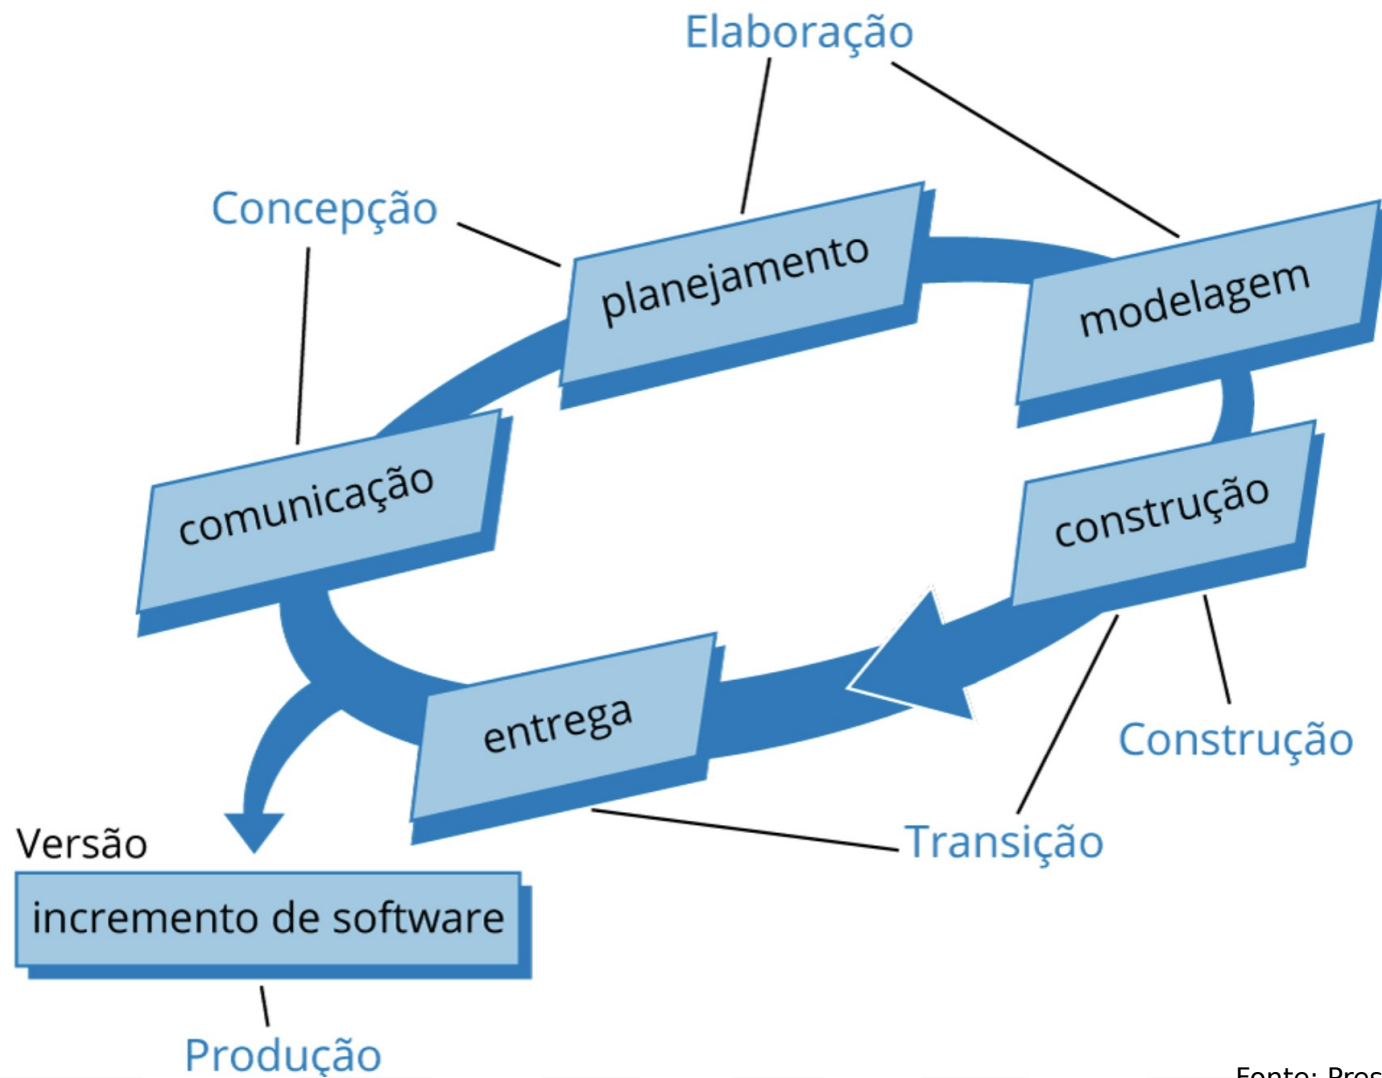 Elaboração
Concepção
planejamento
modelagem
comunicação
construção
entrega
Construção
Transição
Versão
incremento de software
Produção